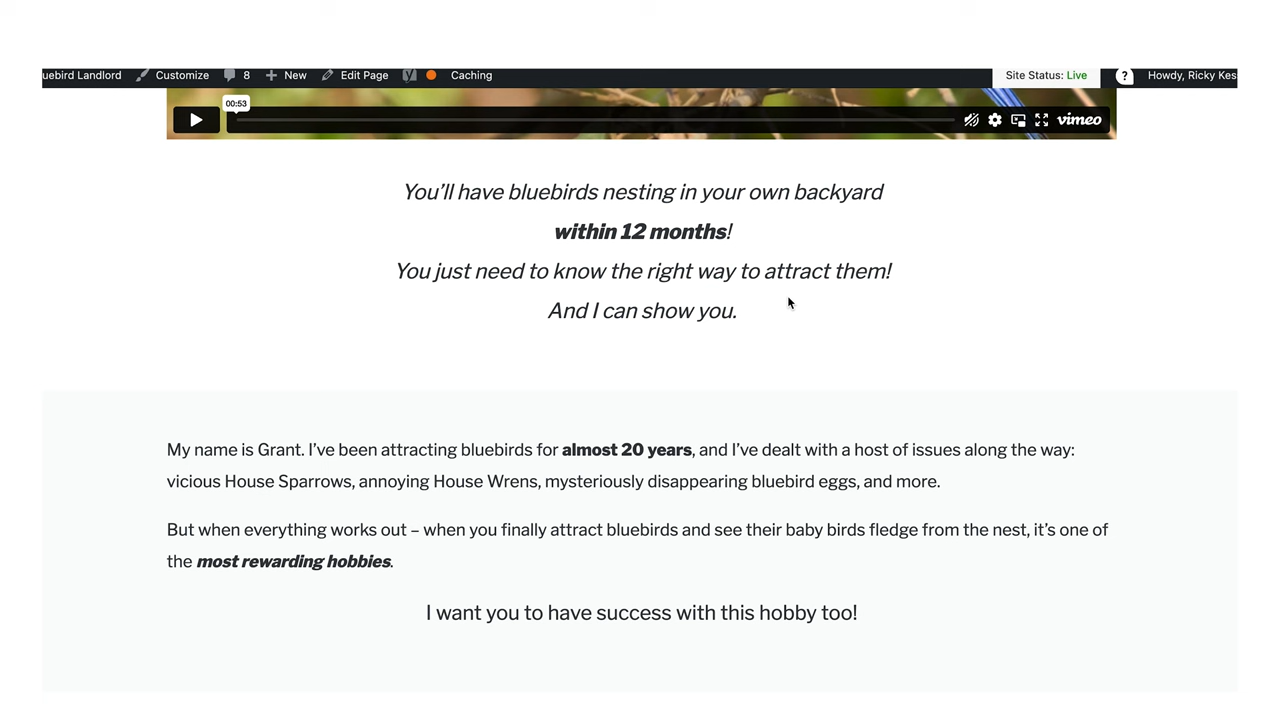 uebird Landlord Customize 8 New Edit Page Caching Site Status: Live ? Howdy, Ricky Kes
00:53
vimeo
You’ll have bluebirds nesting in your own backyard
within 12 months!
You just need to know the right way to attract them!
And I can show you.
My name is Grant. I’ve been attracting bluebirds for almost 20 years, and I’ve dealt with a host of issues along the way:
vicious House Sparrows, annoying House Wrens, mysteriously disappearing bluebird eggs, and more.
But when everything works out – when you finally attract bluebirds and see their baby birds fledge from the nest, it’s one of
the most rewarding hobbies.
I want you to have success with this hobby too!